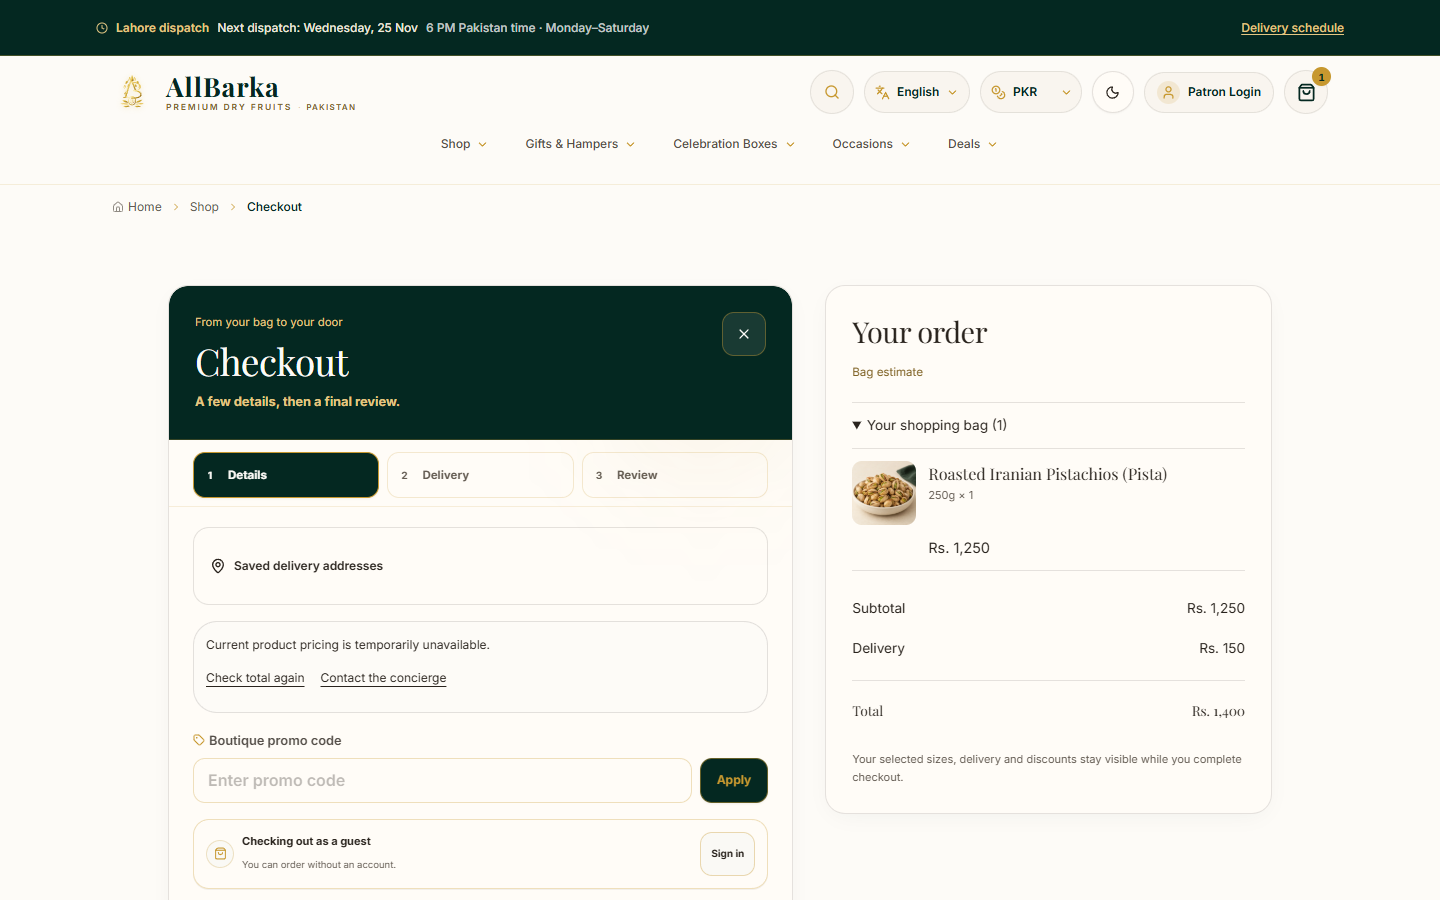 Lahore dispatch Next dispatch: Wednesday, 25 Nov 6 PM Pakistan time · Monday–Saturday
Delivery schedule
AllBarka
PREMIUM DRY FRUITS · PAKISTAN
English
PKR
Patron Login
1
Shop
Gifts & Hampers
Celebration Boxes
Occasions
Deals
Home
Shop
Checkout
From your bag to your door
Checkout
A few details, then a final review.
1 Details
2 Delivery
3 Review
Saved delivery addresses
Current product pricing is temporarily unavailable.
Check total again Contact the concierge
Boutique promo code
Enter promo code
Apply
Checking out as a guest
You can order without an account.
Sign in
Your order
Bag estimate
Your shopping bag (1)
Roasted Iranian Pistachios (Pista)
250g × 1
Rs. 1,250
Subtotal Rs. 1,250
Delivery Rs. 150
Total Rs. 1,400
Your selected sizes, delivery and discounts stay visible while you complete
checkout.